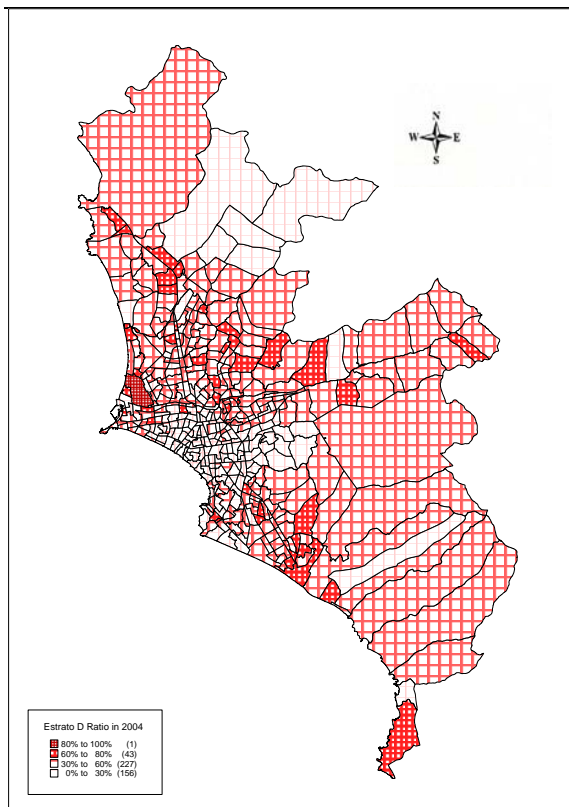 N
W E
S
Estrato D Ratio in 2004
80% to 100% (1)
60% to 80% (43)
30% to 60% (227)
0% to 30% (156)